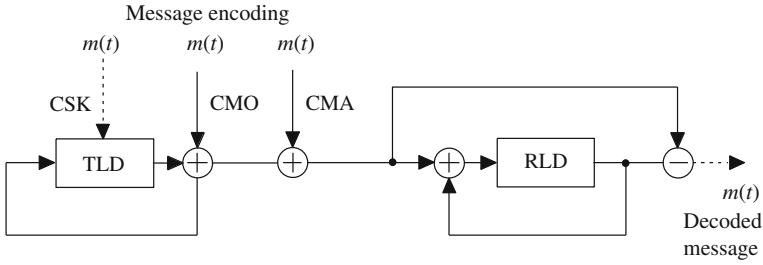 Message encoding
m(t) m(t) m(t)
CSK CMO CMA
TLD + + + RLD −
m(t)
Decoded
message